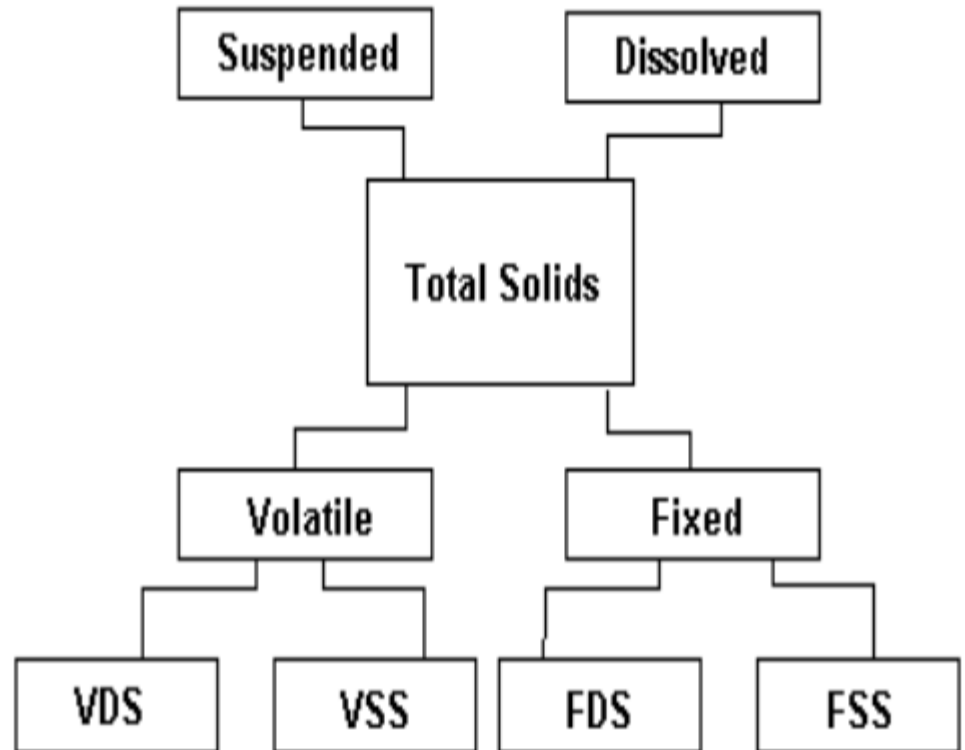 Suspended
Dissolved
Total Solids
Volatile
Fixed
VDS
VSS
FDS
FSS